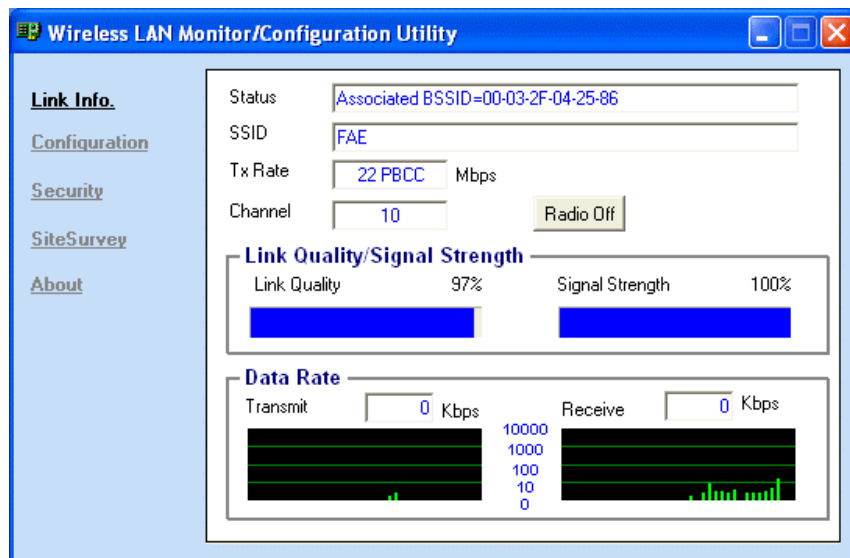 Wireless LAN Monitor/Configuration Utility
Link Info.
Configuration
Security
SiteSurvey
About
Status Associated BSSID=00-03-2F-04-25-86
SSID FAE
Tx Rate 22 PBCC Mbps
Channel 10 Radio Off
Link Quality/Signal Strength
Link Quality 97% Signal Strength 100%
Data Rate
Transmit 0 Kbps Receive 0 Kbps
10000
1000
100
10
0